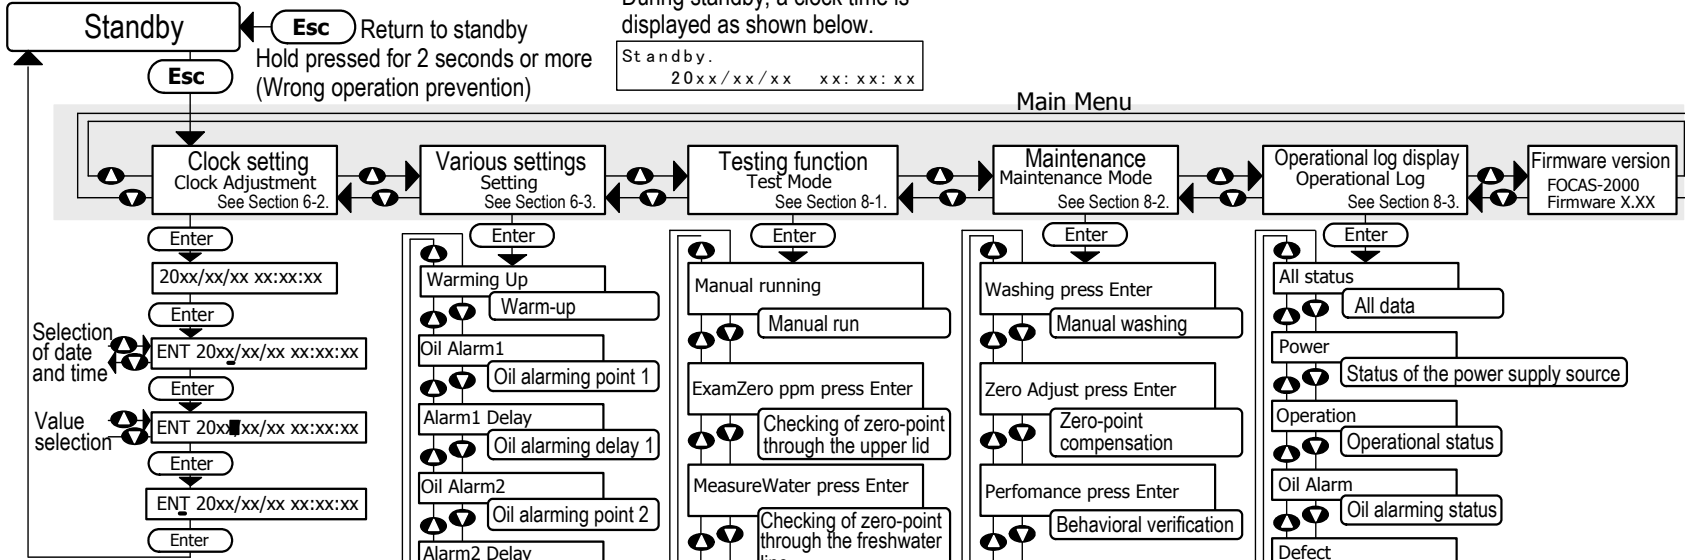 During standby, a clock time is
displayed as shown below.
Standby
Esc
Return to standby
Hold pressed for 2 seconds or more
(Wrong operation prevention)
Standby.
20xx/xx/xx xx:xx:xx
Esc
Main Menu
Clock setting
Clock Adjustment
See Section 6-2.
Various settings
Setting
See Section 6-3.
Testing function
Test Mode
See Section 8-1.
Maintenance
Maintenance Mode
See Section 8-2.
Operational log display
Operational Log
See Section 8-3.
Firmware version
FOCAS-2000
Firmware X.XX
Enter
20xx/xx/xx xx:xx:xx
Enter
Selection
of date
and time
ENT 20xx/xx/xx xx:xx:xx
Enter
Value
selection
ENT 20xx/xx/xx xx:xx:xx
Enter
ENT 20xx/xx/xx xx:xx:xx
Enter
Enter
Warming Up
Warm-up
Oil Alarm1
Oil alarming point 1
Alarm1 Delay
Oil alarming delay 1
Oil Alarm2
Oil alarming point 2
Alarm2 Delay
Enter
Manual running
Manual run
ExamZero ppm press Enter
Checking of zero-point
through the upper lid
MeasureWater press Enter
Checking of zero-point
through the freshwater
Enter
Washing press Enter
Manual washing
Zero Adjust press Enter
Zero-point
compensation
Perfomance press Enter
Behavioral verification
Enter
All status
All data
Power
Status of the power supply source
Operation
Operational status
Oil Alarm
Oil alarming status
Defect